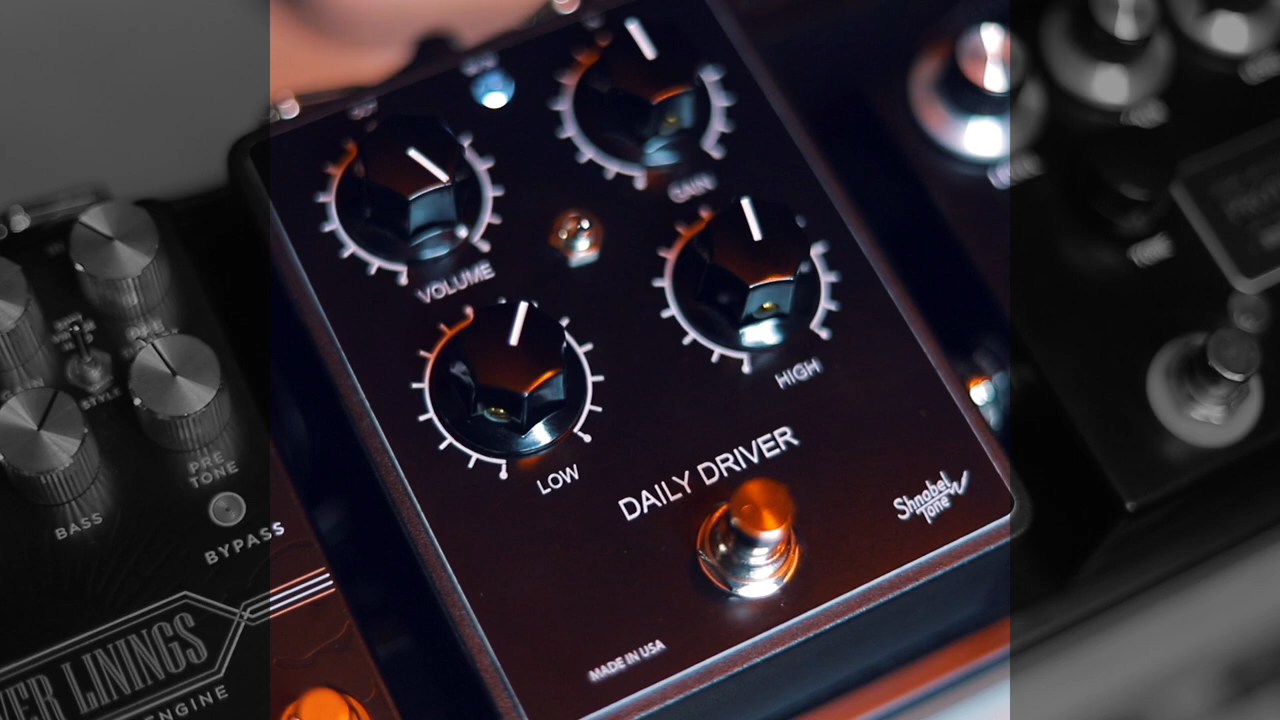 VOLUME
GAIN
LOW
HIGH
DAILY DRIVER
Shnobel
Tone
MADE IN USA
STYLE
PRE
TONE
BASS
BYPASS
LININGS
ENGINE